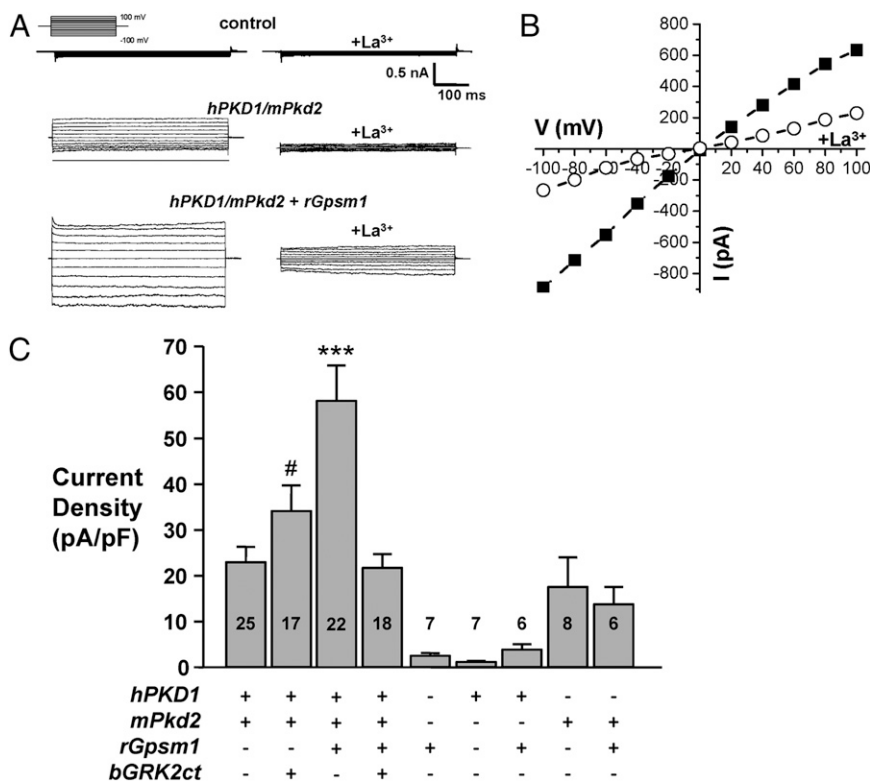 A
100 mV
-100 mV
control
+La³⁺
0.5 nA
100 ms
hPKD1/mPkd2
+La³⁺
hPKD1/mPkd2 + rGpsm1
+La³⁺
B
800
600
400
200
V (mV)
+La³⁺
-100 -80 -60 -40 -20 0 20 40 60 80 100
-200
-400
-600
-800
I (pA)
C
70
60
50
40
30
20
10
0
Current
Density
(pA/pF)
# ***
25 17 22 18 7 7 6 8 6
hPKD1 + + + + - + + - -
mPkd2 + + + + - - - + +
rGpsm1 - - + + + - + - +
bGRK2ct - + - + - - - - -